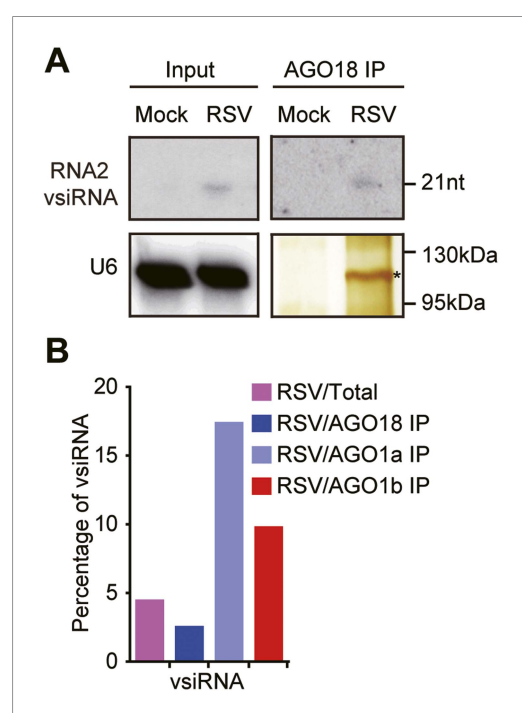 A
Input AGO18 IP
Mock RSV Mock RSV
RNA2
vsiRNA
21nt
U6
130kDa
*
95kDa
B
Percentage of vsiRNA
20
15
10
5
0
RSV/Total
RSV/AGO18 IP
RSV/AGO1a IP
RSV/AGO1b IP
vsiRNA